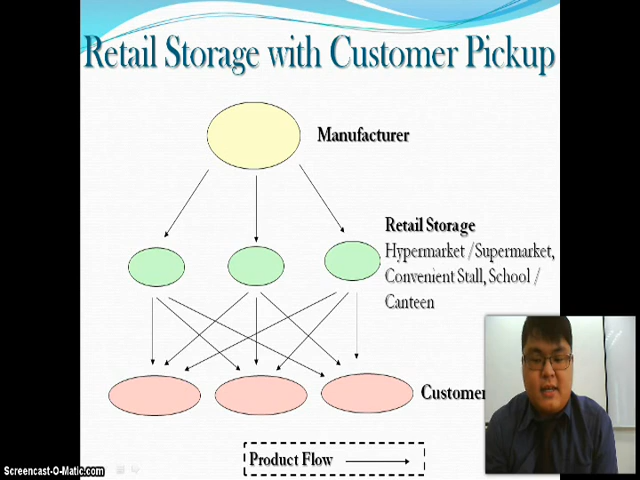 Retail Storage with Customer Pickup
Manufacturer
Retail Storage
Hypermarket /Supermarket,
Convenient Stall, School /
Canteen
Customer
Product Flow
Screencast-O-Matic.com